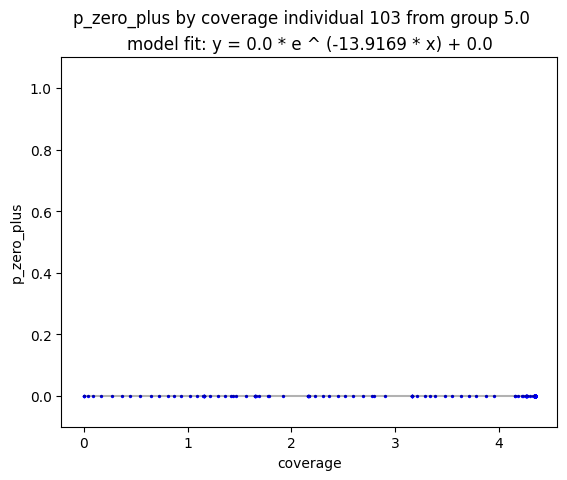 p_zero_plus by coverage individual 103 from group 5.0
model fit: y = 0.0 * e ^ (-13.9169 * x) + 0.0
1.0
0.8
0.6
0.4
0.2
0.0
p_zero_plus
0 1 2 3 4
coverage